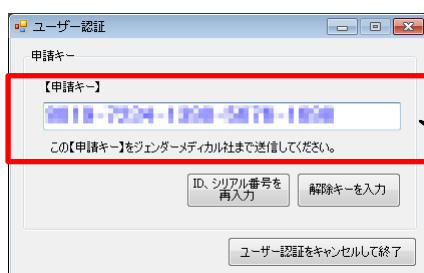 ユーザー認証
申請キー
【申請キー】
この【申請キー】をジェンダーメディカル社まで送信してください。
ID、シリアル番号を
再入力
解除キーを入力
ユーザー認証をキャンセルして終了